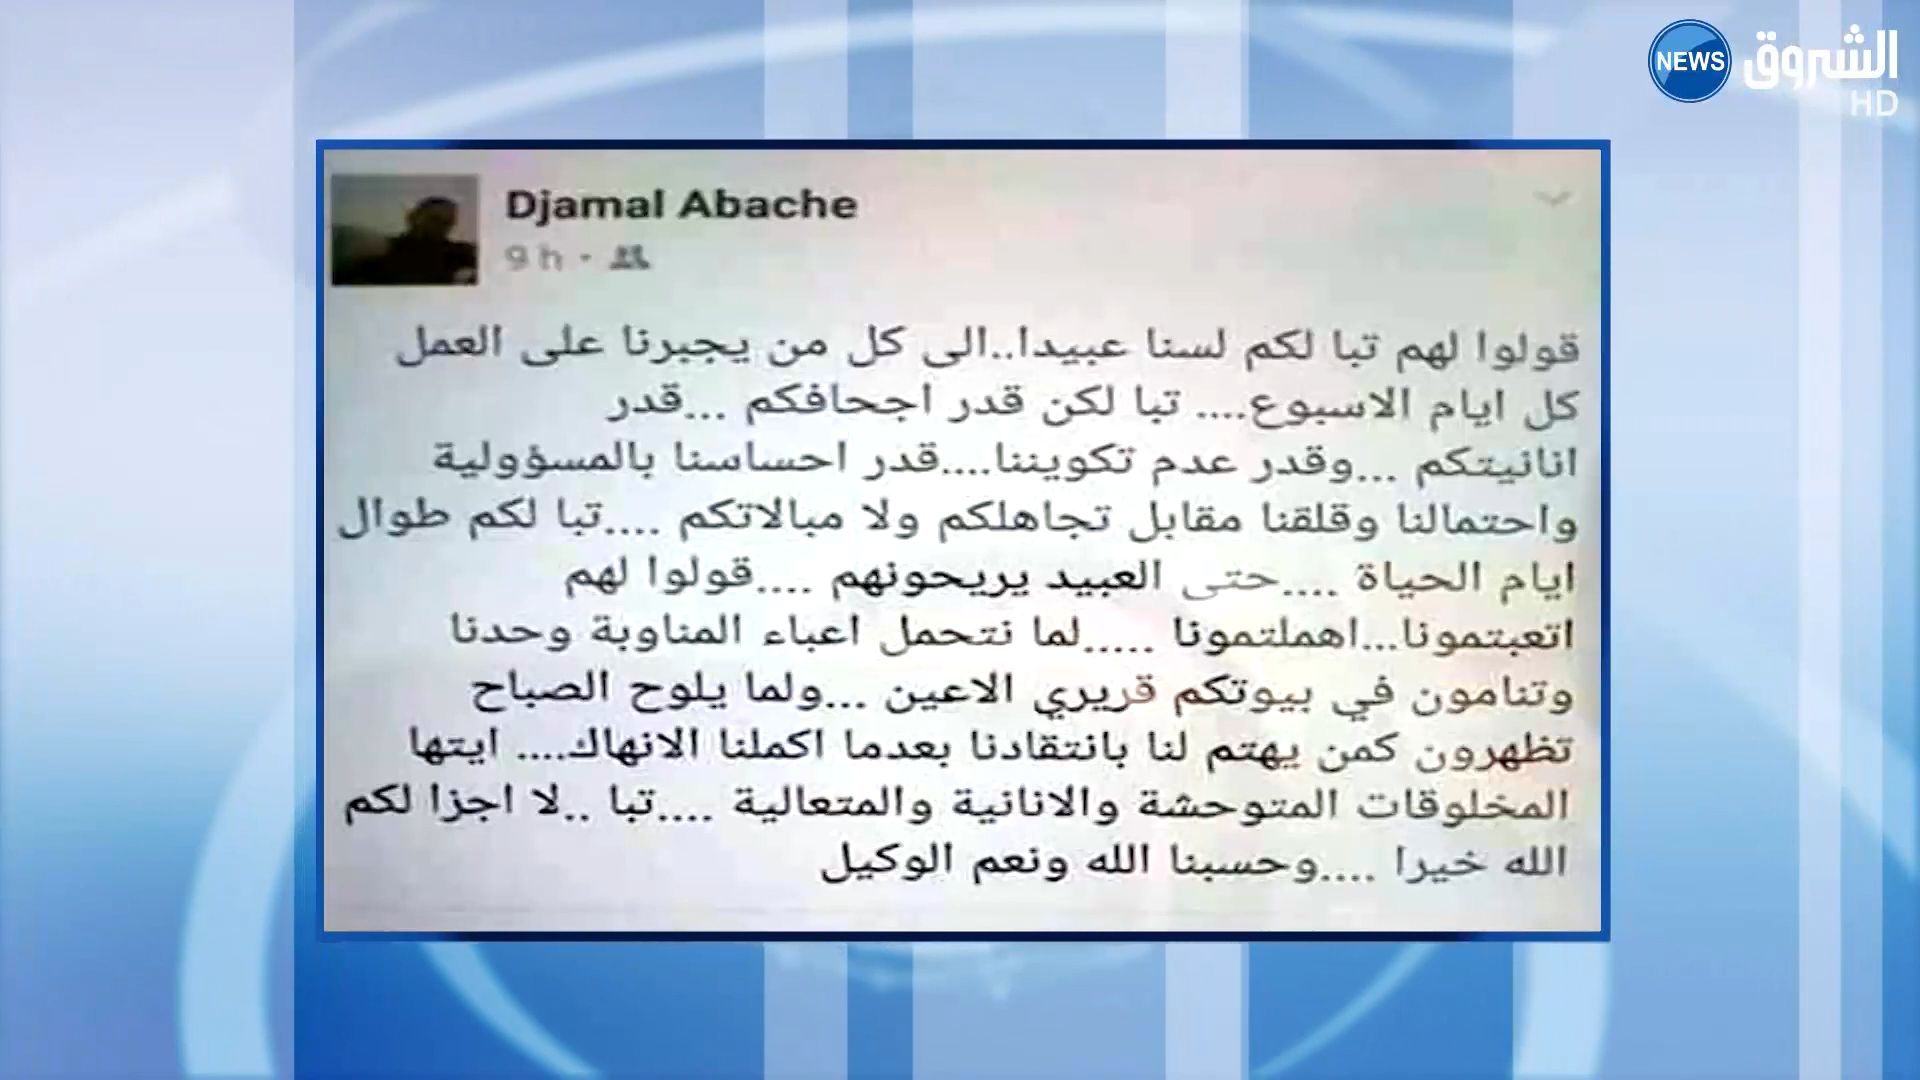 NEWS الشروق
HD
Djamal Abache
9 h
قولوا لهم تبا لكم لسنا عبيدا..الى كل من يجبرنا على العمل
كل ايام الاسبوع.... تبا لكن قدر اجحافكم ...قدر
انانيتكم ...وقدر عدم تكويننا....قدر احساسنا بالمسؤولية
واحتمالنا وقلقنا مقابل تجاهلكم ولا مبالاتكم ....تبا لكم طوال
ايام الحياة ....حتى العبيد يريحونهم ....قولوا لهم
اتعبتمونا...اهملتمونا .....لما نتحمل اعباء المناوبة وحدنا
وتنامون في بيوتكم قريري الاعين ...ولما يلوح الصباح
تظهرون كمن يهتم لنا بانتقادنا بعدما اكملنا الانهاك.... ايتها
المخلوقات المتوحشة والانانية والمتعالية ....تبا ..لا اجزا لكم
الله خيرا ....وحسبنا الله ونعم الوكيل